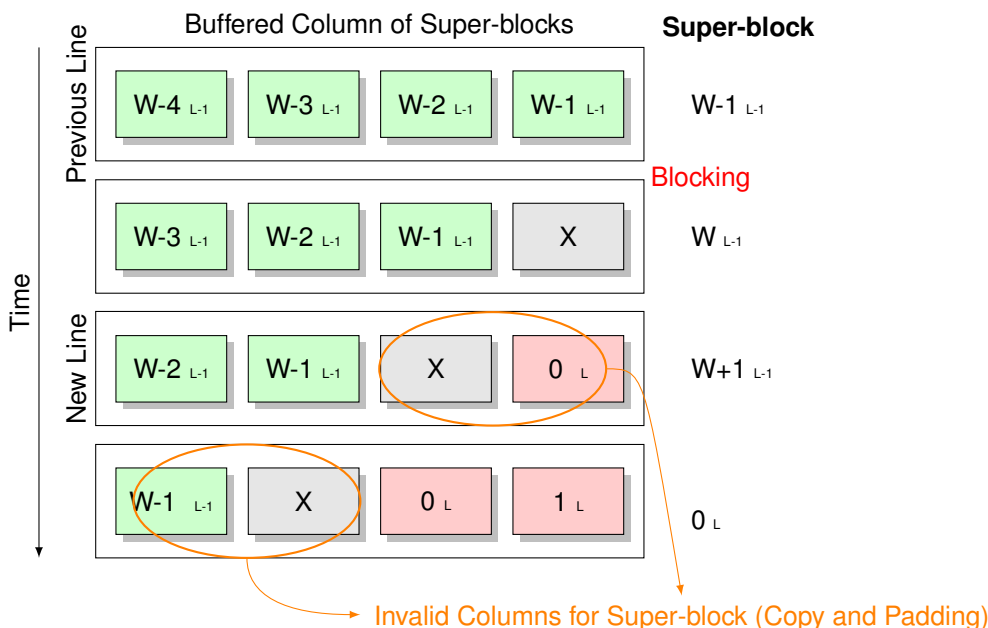 Buffered Column of Super-blocks Super-block
Previous Line
W-4 L-1 W-3 L-1 W-2 L-1 W-1 L-1 W-1 L-1
Blocking
W-3 L-1 W-2 L-1 W-1 L-1 X W L-1
Time
New Line
W-2 L-1 W-1 L-1 X 0 L W+1 L-1
W-1 L-1 X 0 L 1 L 0 L
Invalid Columns for Super-block (Copy and Padding)